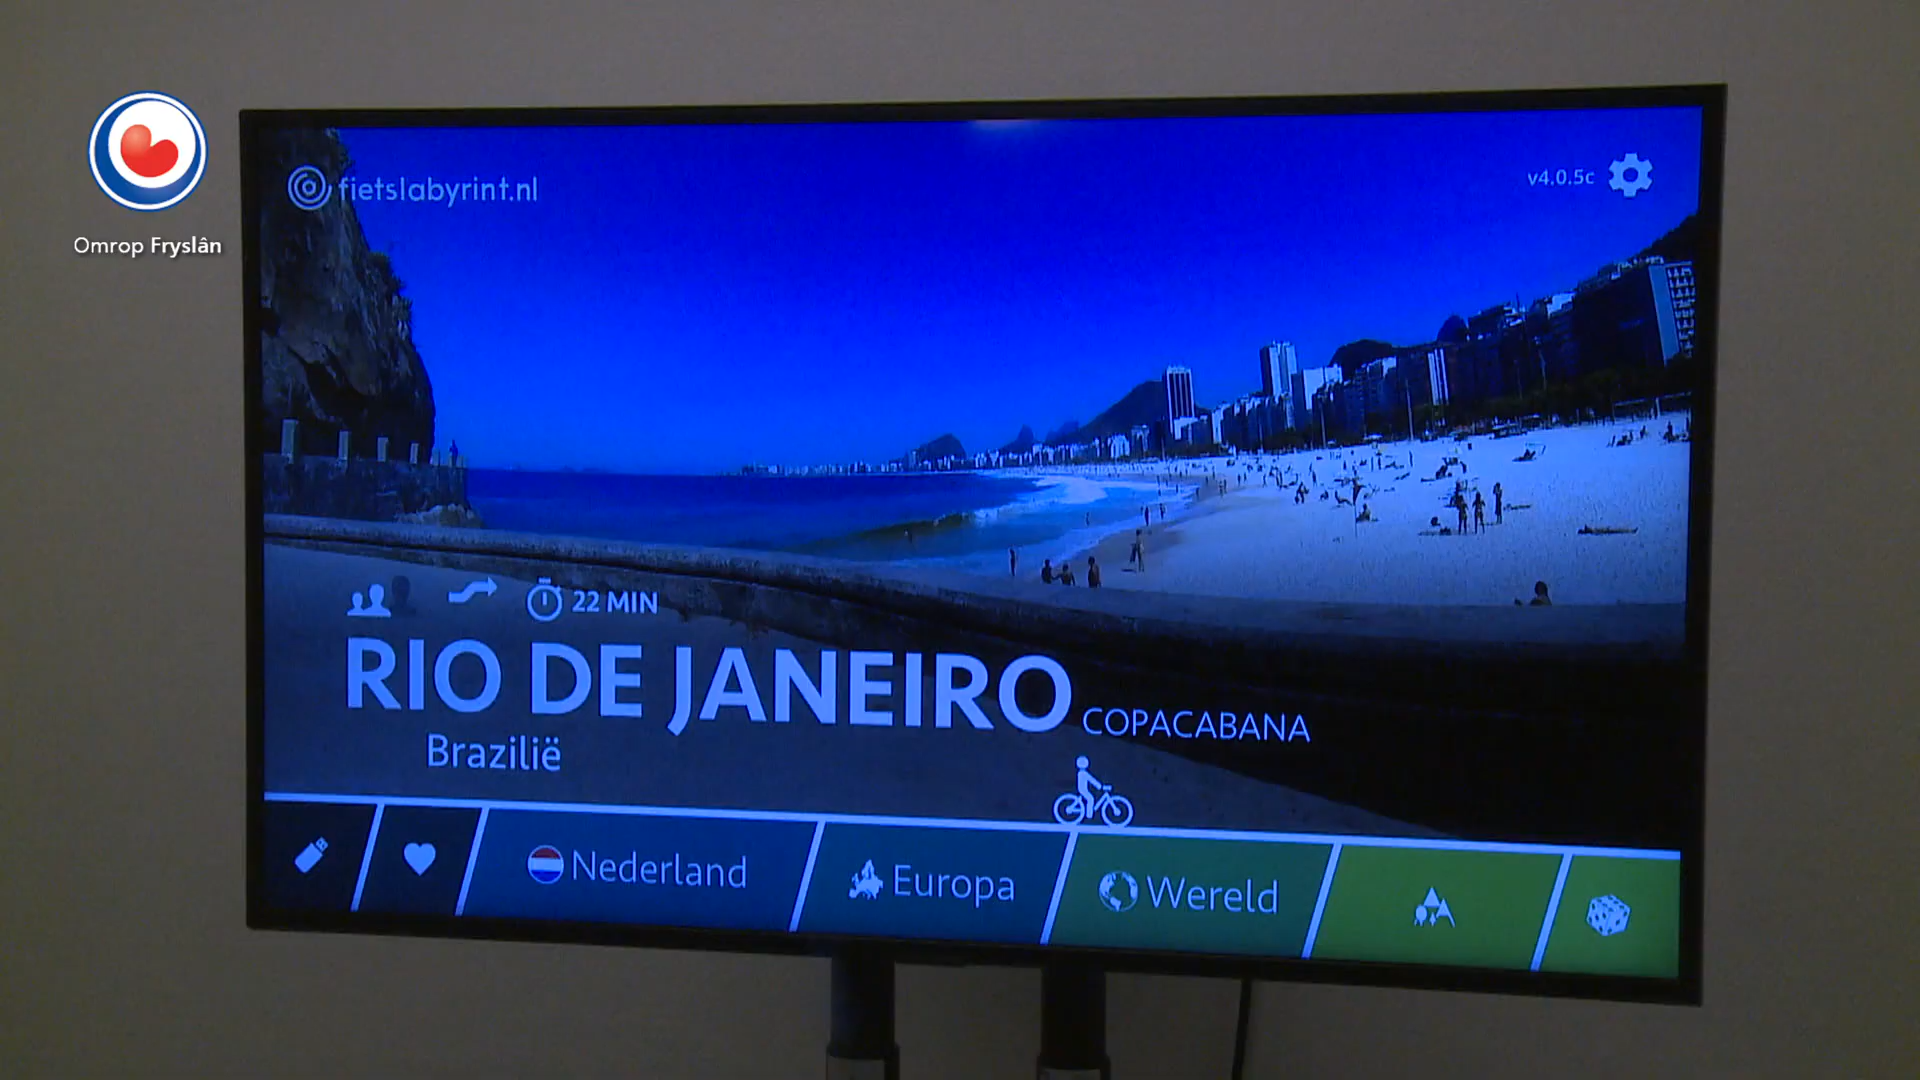 Omrop Fryslân
fietslabyrint.nl
v4.0.5c
22 MIN
RIO DE JANEIRO COPACABANA
Brazilië
Nederland
Europa
Wereld